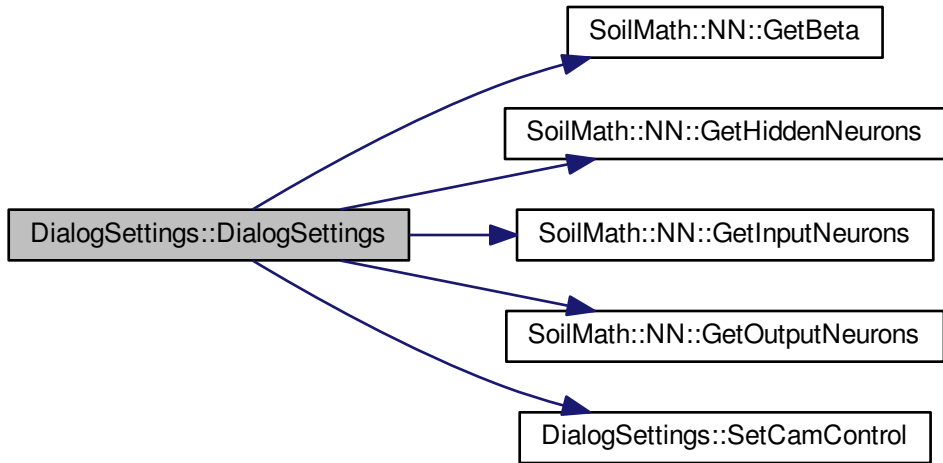 SoilMath::NN::GetBeta
SoilMath::NN::GetHiddenNeurons
DialogSettings::DialogSettings
SoilMath::NN::GetInputNeurons
SoilMath::NN::GetOutputNeurons
DialogSettings::SetCamControl